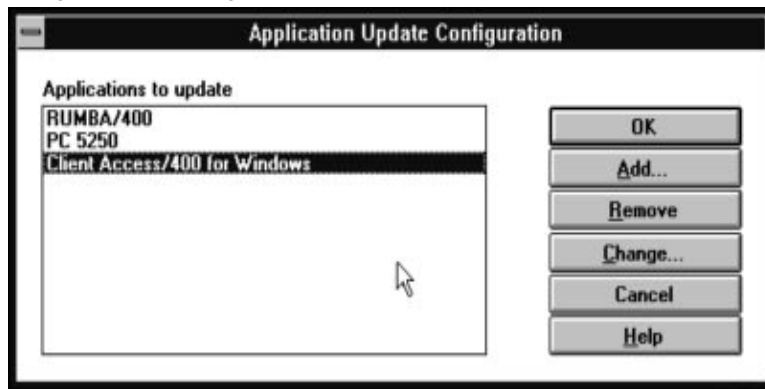 Application Update Configuration
Applications to update
RUMBA/400
PC 5250
Client Access/400 for Windows
OK
Add...
Remove
Change...
Cancel
Help